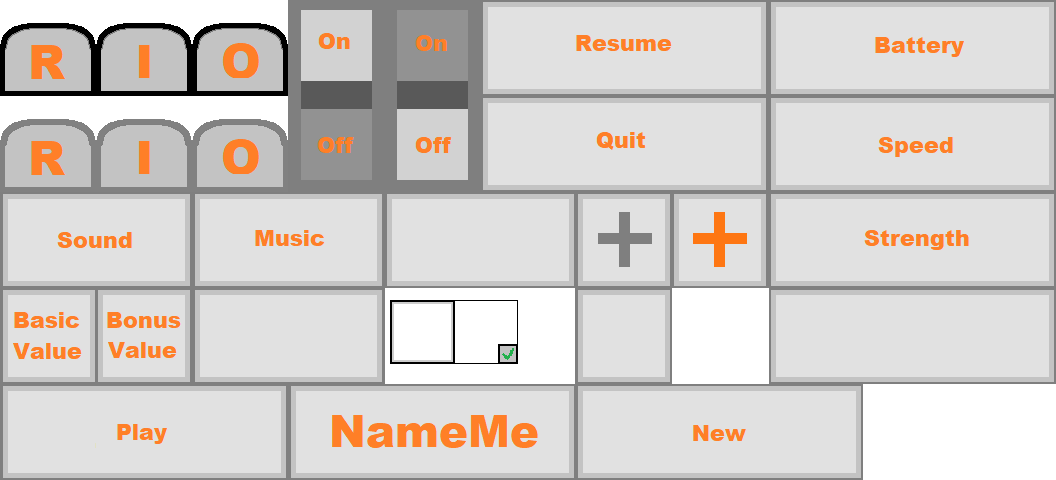 R I O
On On
Resume
Battery
R I O
Off Off
Quit
Speed
Sound
Music
Strength
Basic
Value
Bonus
Value
Play
NameMe
New